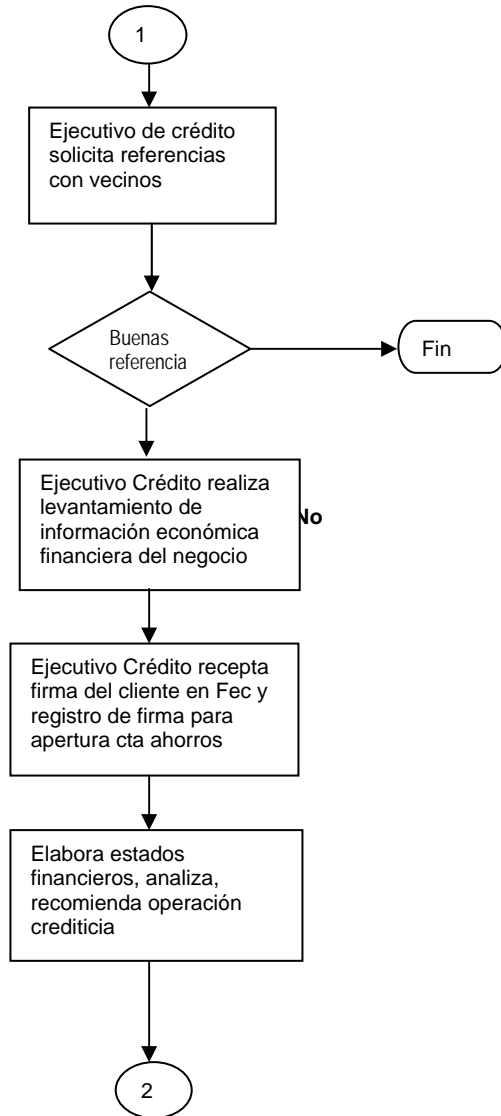 1
Ejecutivo de crédito
solicita referencias
con vecinos
Buenas
referencia
Fin
Ejecutivo Crédito realiza
levantamiento de
información económica
financiera del negocio
No
Ejecutivo Crédito recepta
firma del cliente en Fec y
registro de firma para
apertura cta ahorros
Elabora estados
financieros, analiza,
recomienda operación
crediticia
2